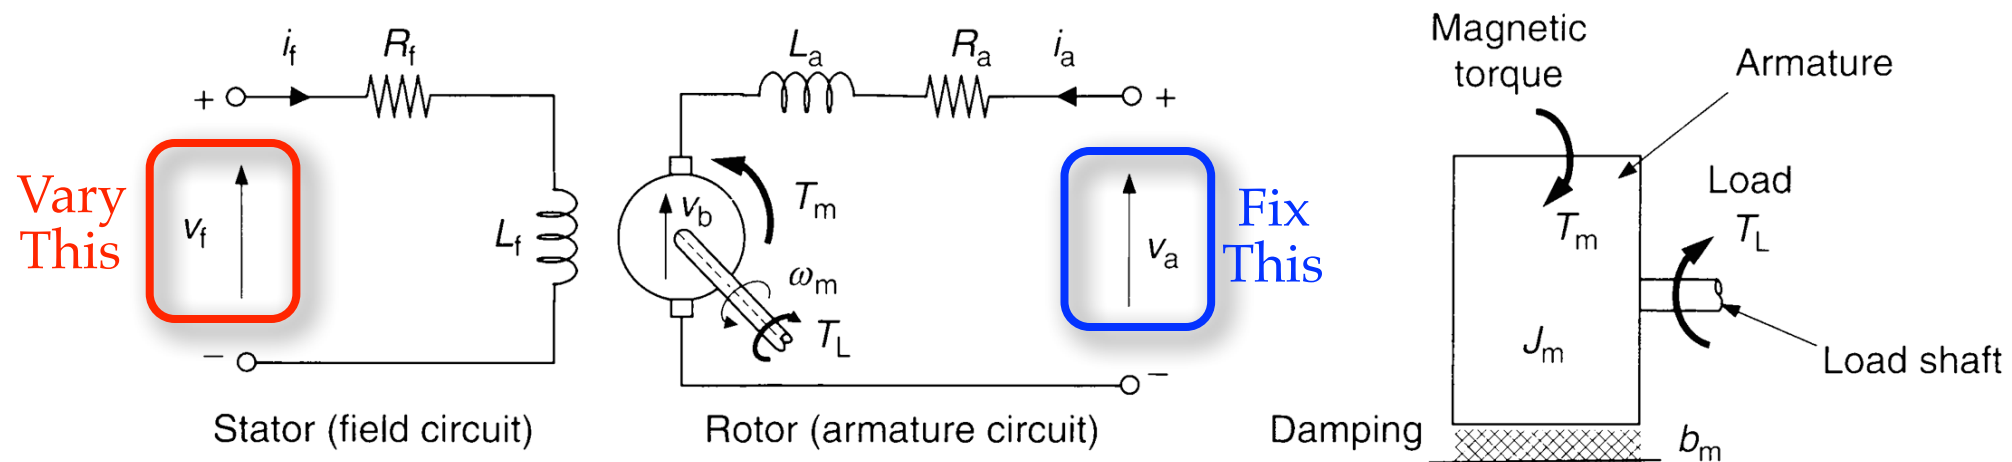 i_f
R_f
+
Vary
This
v_f
L_f
−
Stator (field circuit)
L_a
R_a
i_a
+
v_b
T_m
ω_m
T_L
v_a
Fix
This
−
Rotor (armature circuit)
Magnetic
torque
Armature
T_m
Load
T_L
J_m
Load shaft
Damping
b_m